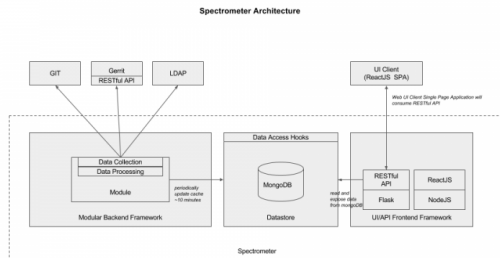 Spectrometer Architecture
GIT
Gerrit
RESTful API
LDAP
UI Client
(ReactJS SPA)
Web UI Client Single Page Application will
consume RESTful API
Data Collection
Data Processing
Module
Modular Backend Framework
periodically
update cache
~10 minutes
Data Access Hooks
MongoDB
Datastore
read and
expose data
from mongoDB
RESTful
API
Flask
ReactJS
NodeJS
UI/API Frontend Framework
Spectrometer